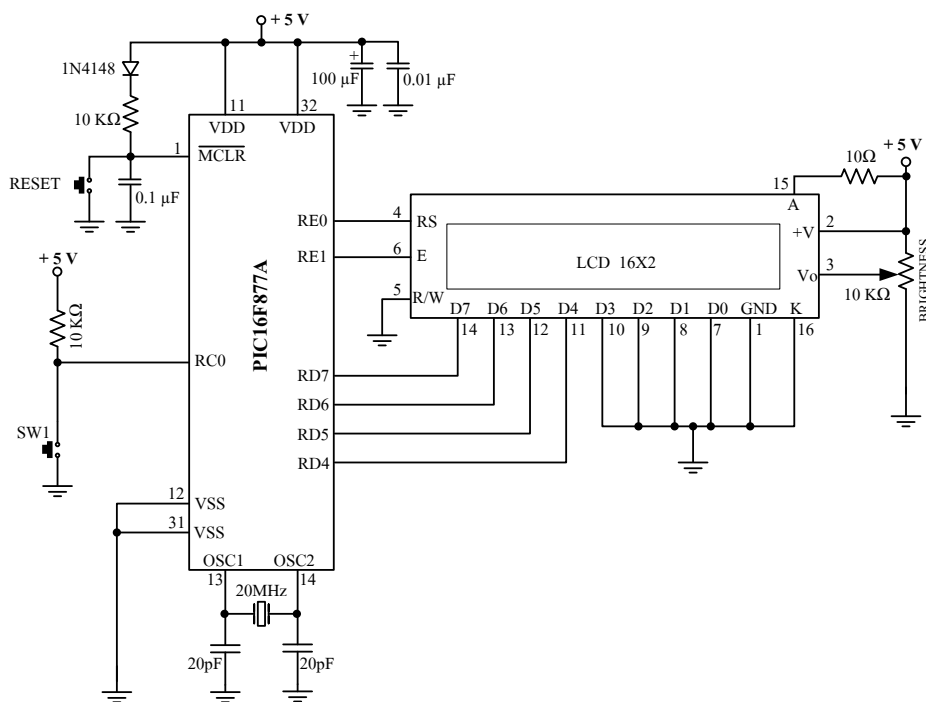 + 5 V
1N4148
100 µF
0.01 µF
10 KΩ
11
32
VDD
VDD
1
MCLR
RESET
0.1 µF
+ 5 V
10Ω
15
A
RE0
4
RS
+V
2
RE1
6
E
LCD 16X2
Vo
3
5
R/W
10 KΩ
BRIGHTNESS
D7
D6
D5
D4
D3
D2
D1
D0
GND
K
14
13
12
11
10
9
8
7
1
16
+ 5 V
10 KΩ
PIC16F877A
RC0
RD7
RD6
SW1
RD5
RD4
12
VSS
31
VSS
OSC1
OSC2
13
20MHz
14
20pF
20pF